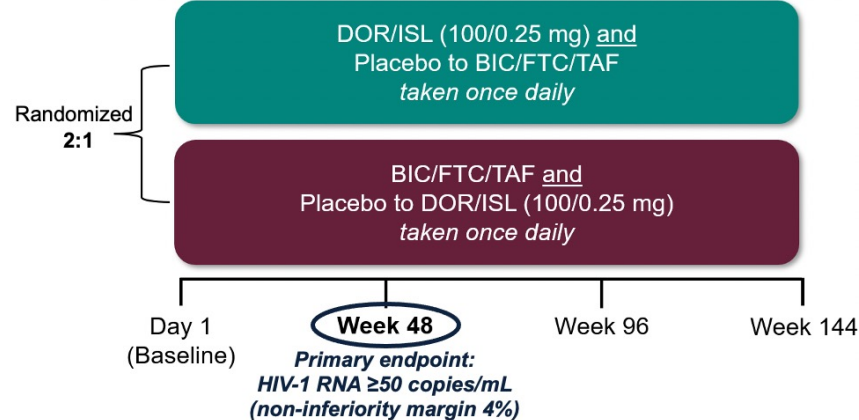 DOR/ISL (100/0.25 mg) and
Placebo to BIC/FTC/TAF
taken once daily
Randomized
2:1
BIC/FTC/TAF and
Placebo to DOR/ISL (100/0.25 mg)
taken once daily
Day 1
(Baseline)
Week 48
Week 96
Week 144
Primary endpoint:
HIV-1 RNA ≥50 copies/mL
(non-inferiority margin 4%)